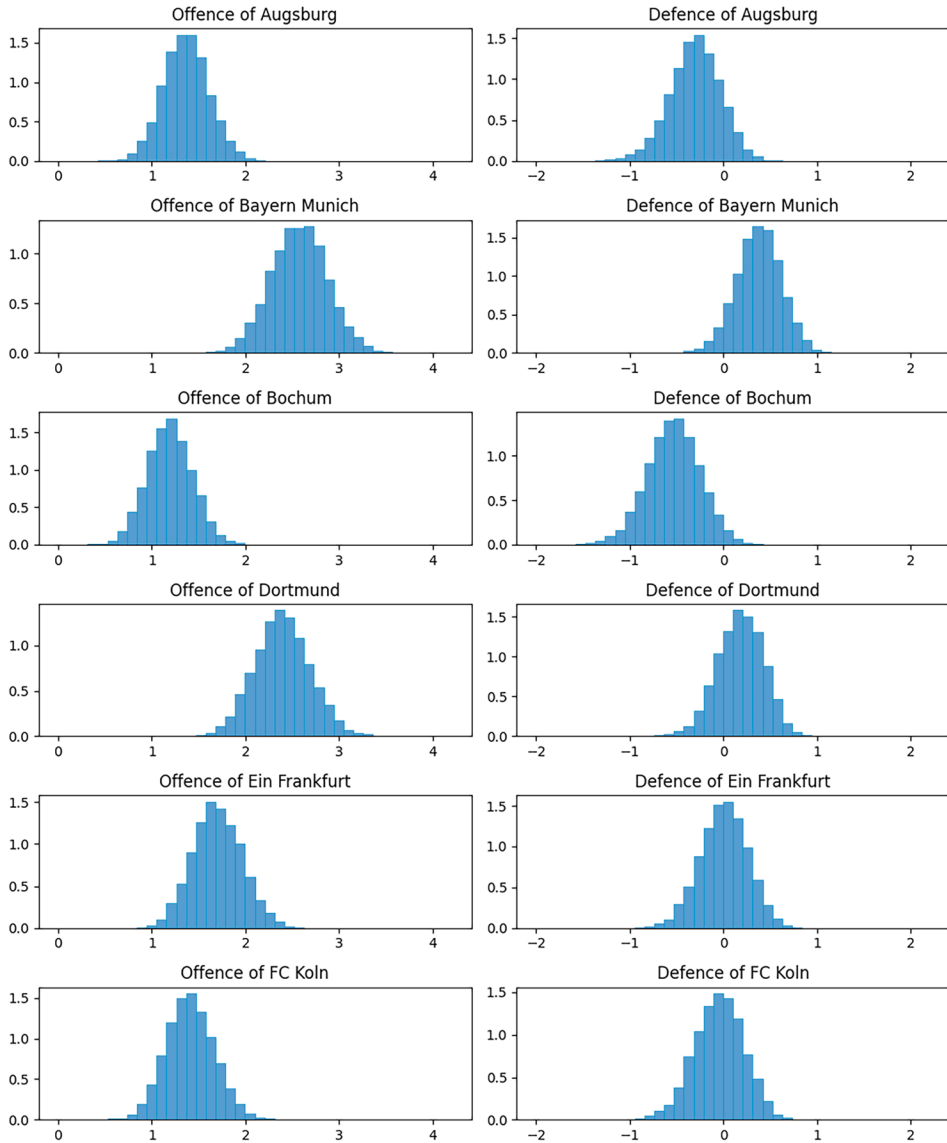 Offence of Augsburg
1.5
1.0
0.5
0.0
0 1 2 3 4
Defence of Augsburg
1.5
1.0
0.5
0.0
−2 −1 0 1 2
Offence of Bayern Munich
1.0
0.5
0.0
0 1 2 3 4
Defence of Bayern Munich
1.5
1.0
0.5
0.0
−2 −1 0 1 2
Offence of Bochum
1.5
1.0
0.5
0.0
0 1 2 3 4
Defence of Bochum
1.0
0.5
0.0
−2 −1 0 1 2
Offence of Dortmund
1.0
0.5
0.0
0 1 2 3 4
Defence of Dortmund
1.5
1.0
0.5
0.0
−2 −1 0 1 2
Offence of Ein Frankfurt
1.5
1.0
0.5
0.0
0 1 2 3 4
Defence of Ein Frankfurt
1.5
1.0
0.5
0.0
−2 −1 0 1 2
Offence of FC Koln
1.5
1.0
0.5
0.0
0 1 2 3 4
Defence of FC Koln
1.5
1.0
0.5
0.0
−2 −1 0 1 2